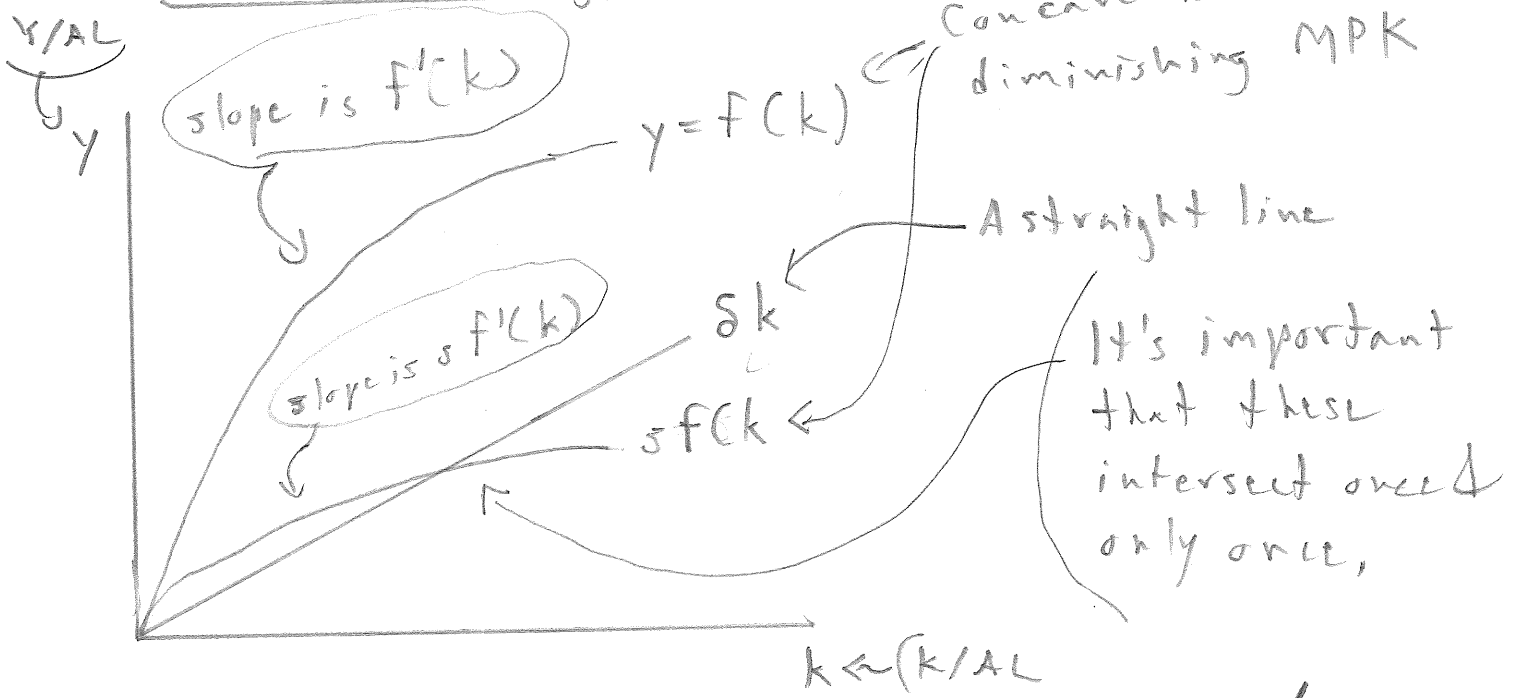 Y/AL
y
slope is f'(k)
y = f(k)
diminishing MPK
A straight line
δk
slope is s f'(k)
s f(k
It's important
that these
intersect once &
only once,
k ← (K/AL